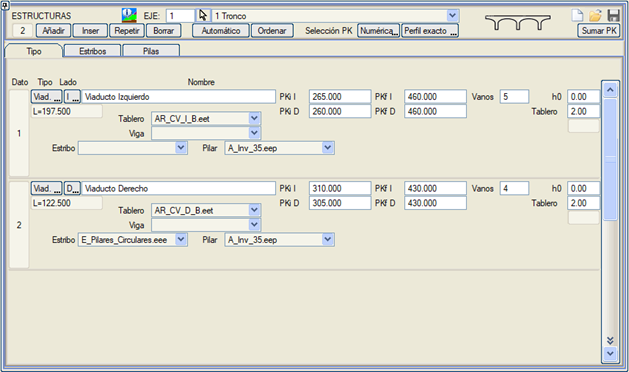 ESTRUCTURAS EJE: 1 1 Tronco
2 Añadir Inser Repetir Borrar Automático Ordenar Selección PK Numérica... Perfil exacto ... Sumar PK
Tipo Estribos Pilas
Dato Tipo Lado Nombre
1
Viad. ... I ... Viaducto Izquierdo PKi I 265.000 PKf I 460.000 Vanos 5 h0 0.00
L=197.500 PKi D 260.000 PKf D 460.000 Tablero 2.00
Tablero AR_CV_I_B.eet
Viga
Estribo Pilar A_Inv_35.eep
2
Viad. ... D... Viaducto Derecho PKi I 310.000 PKf I 430.000 Vanos 4 h0 0.00
L=122.500 PKi D 305.000 PKf D 430.000 Tablero 2.00
Tablero AR_CV_D_B.eet
Viga
Estribo E_Pilares_Circulares.eee Pilar A_Inv_35.eep